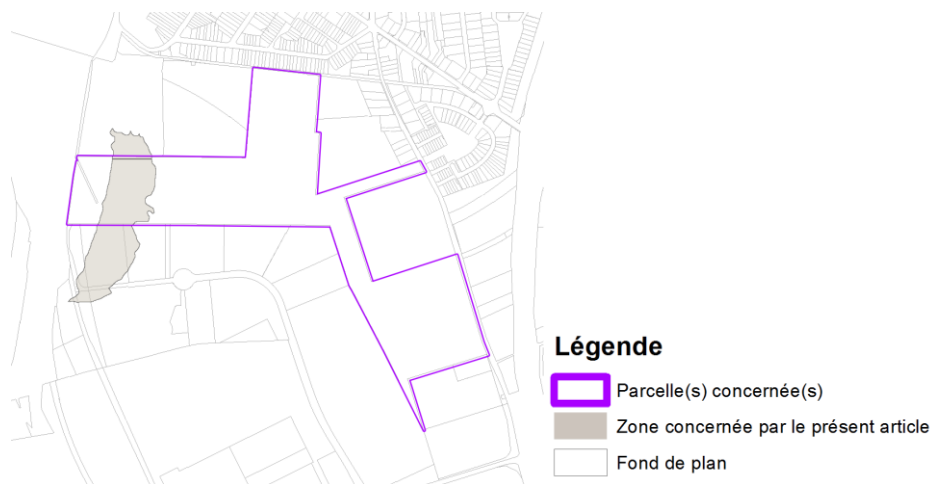 Légende
Parcelle(s) concernée(s)
Zone concernée par le présent article
Fond de plan